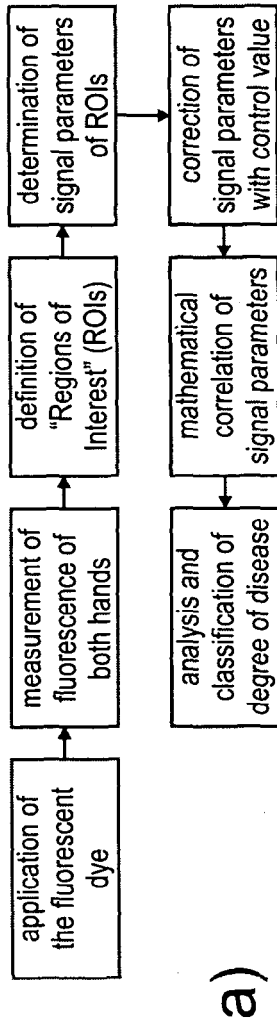 application of
the fluorescent
dye
measurement of
fluorescence of
both hands
definition of
"Regions of
Interest" (ROIs)
determination of
signal parameters
of ROIs
correction of
signal parameters
with control value
mathematical
correlation of
signal parameters
analysis and
classification of
degree of disease
a)